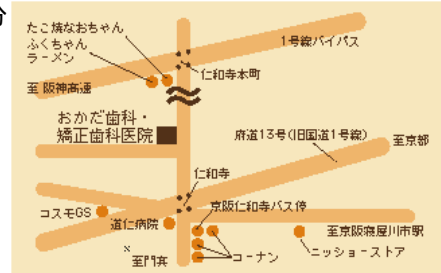 分
たこ焼なおちゃん
ふくちゃん
ラーメン
1号線バイパス
仁和寺本町
至 阪神高速
おかだ歯科・
矯正歯科医院
府道13号(旧国道1号線)
至京都
仁和寺
京阪仁和寺バス停
コスモGS
道仁病院
至京阪寝屋川市駅
至門真
コーナン
ニッショーストア